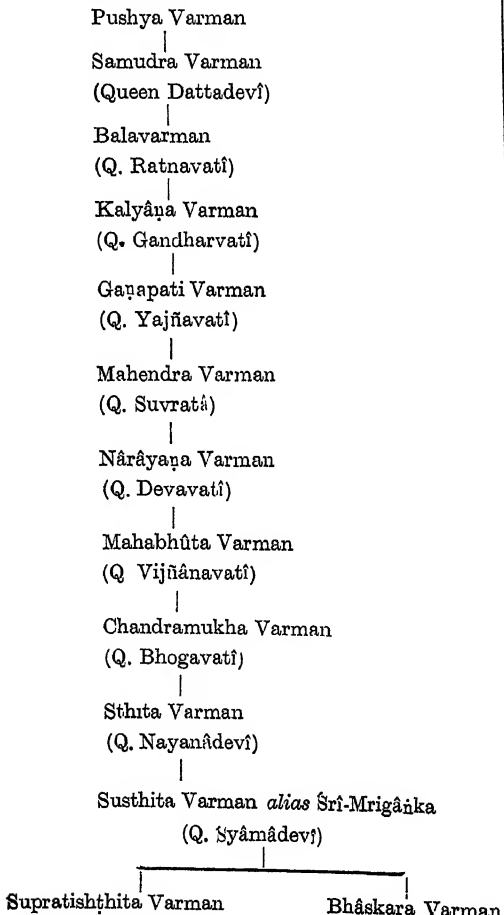 Pushya Varman
Samudra Varman
(Queen Dattadevî)
Balavarman
(Q. Ratnavatî)
Kalyâṇa Varman
(Q. Gandharvatî)
Gaṇapati Varman
(Q. Yajñavatî)
Mahendra Varman
(Q. Suvratâ)
Nârâyaṇa Varman
(Q. Devavatî)
Mahabhûta Varman
(Q Vijñânavatî)
Chandramukha Varman
(Q. Bhogavatî)
Sthita Varman
(Q. Nayanâdevî)
Susthita Varman alias Śrî-Mrigâṅka
(Q. Syâmâdevî)
Supratishṭhita Varman Bhâskara Varman